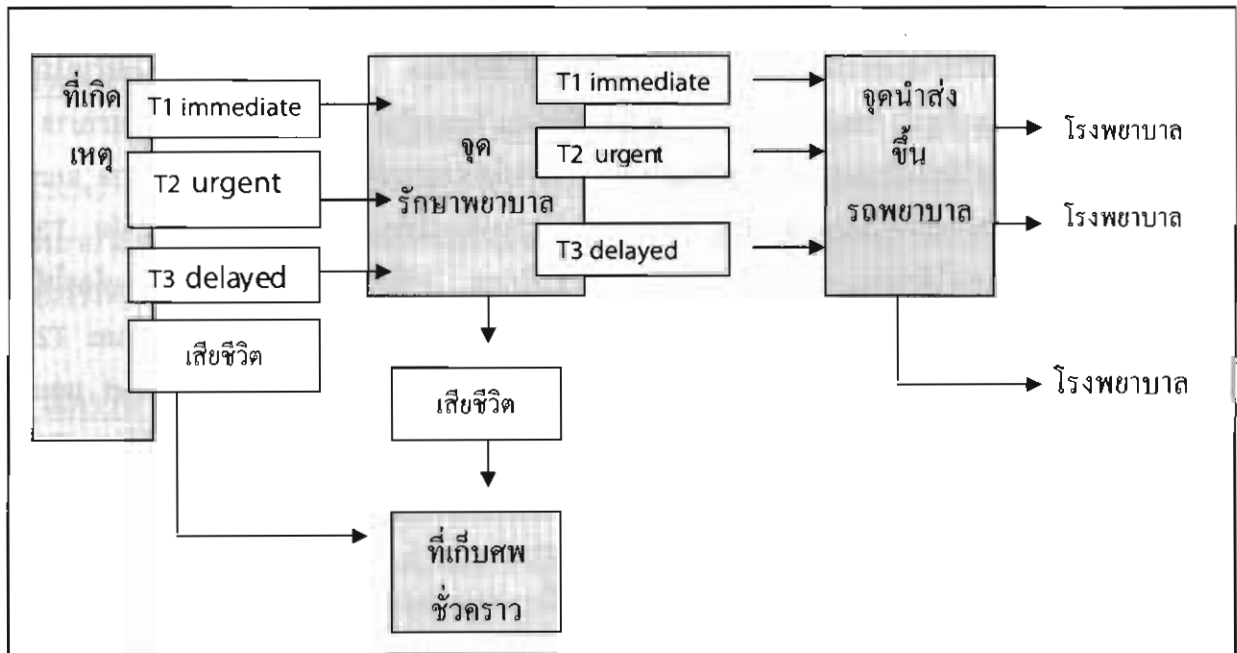 ที่เกิด
เหตุ
T1 immediate
T2 urgent
T3 delayed
เสียชีวิต
จุด
รักษาพยาบาล
T1 immediate
T2 urgent
T3 delayed
จุดนำส่ง
ขึ้น
รถพยาบาล
โรงพยาบาล
โรงพยาบาล
โรงพยาบาล
เสียชีวิต
ที่เก็บศพ
ชั่วคราว